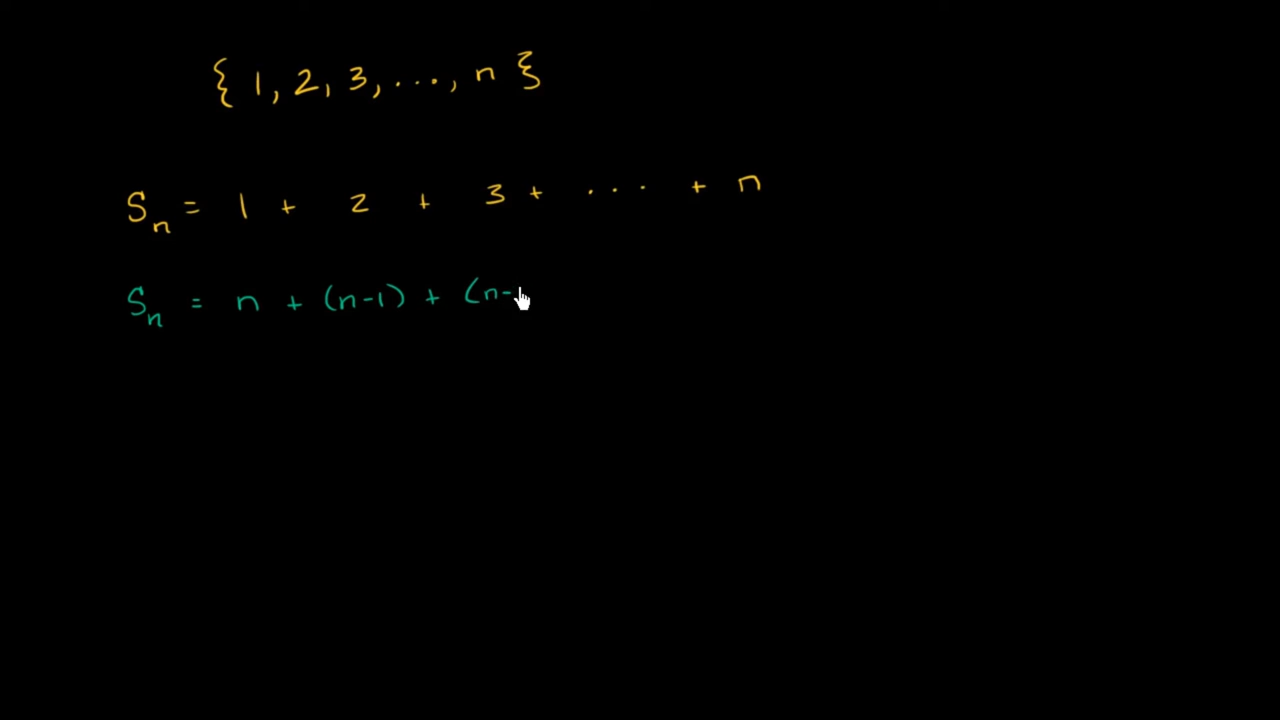 { 1, 2, 3, ..., n }
S_n = 1 + 2 + 3 + ... + n
S_n = n + (n-1) + (n-